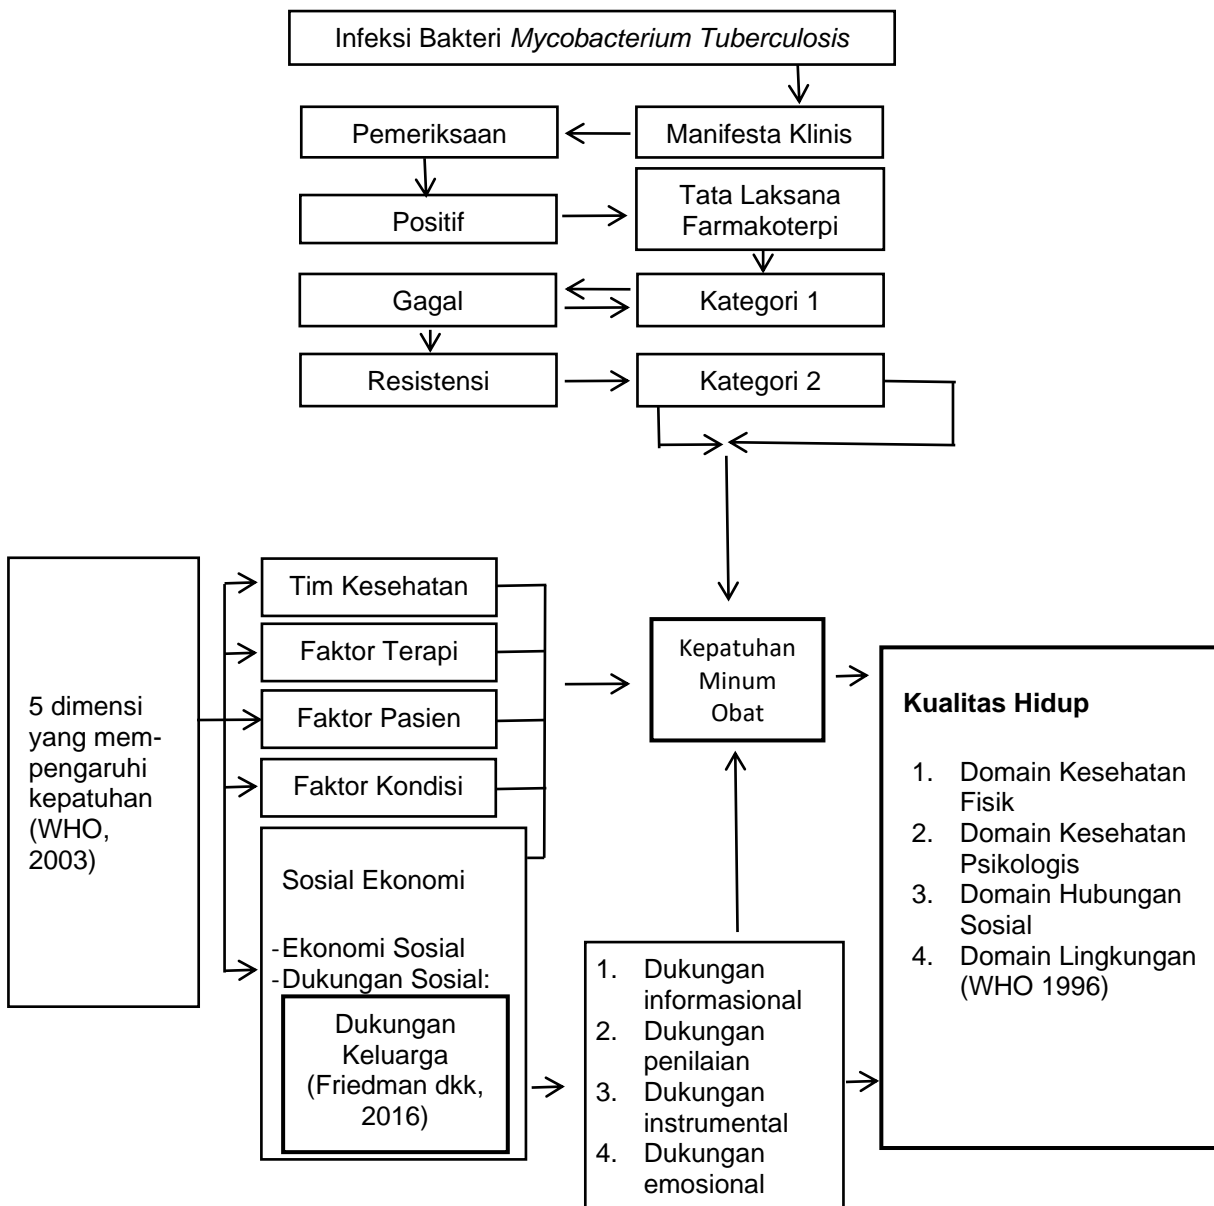 Infeksi Bakteri Mycobacterium Tuberculosis
Pemeriksaan
Manifesta Klinis
Positif
Tata Laksana
Farmakoterpi
Gagal
Kategori 1
Resistensi
Kategori 2
5 dimensi
yang mem-
pengaruhi
kepatuhan
(WHO,
2003)
Tim Kesehatan
Faktor Terapi
Faktor Pasien
Faktor Kondisi
Sosial Ekonomi
-Ekonomi Sosial
-Dukungan Sosial:
Dukungan
Keluarga
(Friedman dkk,
2016)
Kepatuhan
Minum
Obat
1. Dukungan
informasional
2. Dukungan
penilaian
3. Dukungan
instrumental
4. Dukungan
emosional
Kualitas Hidup
1. Domain Kesehatan
Fisik
2. Domain Kesehatan
Psikologis
3. Domain Hubungan
Sosial
4. Domain Lingkungan
(WHO 1996)